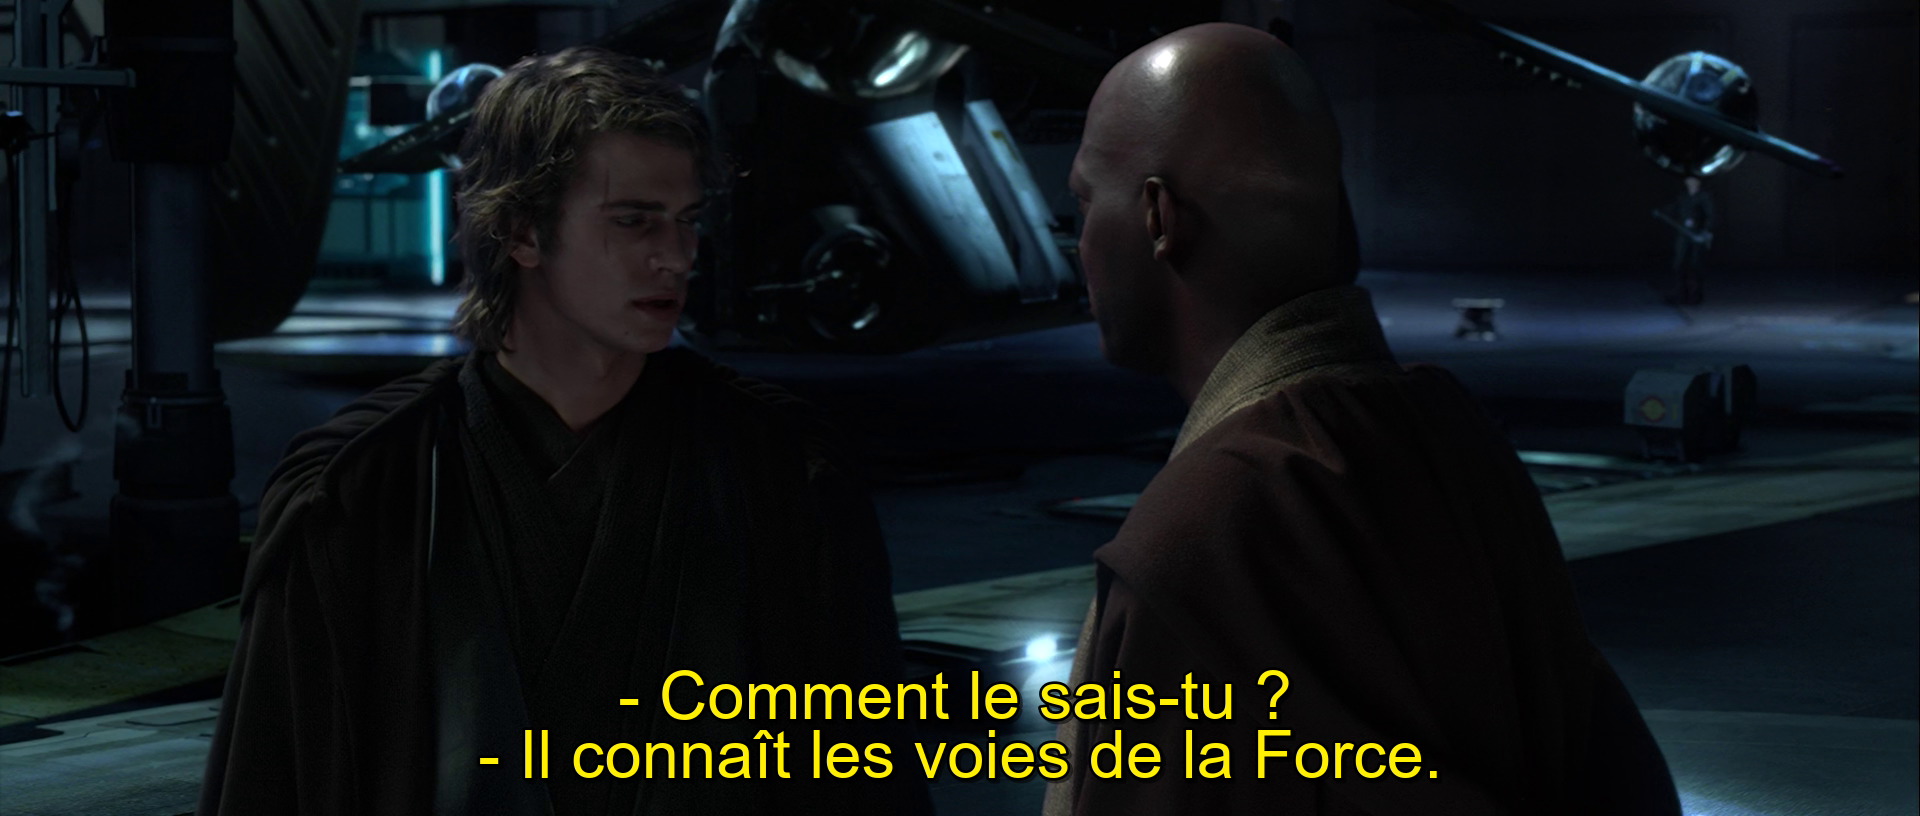 - Comment le sais-tu ?
- Il connaît les voies de la Force.